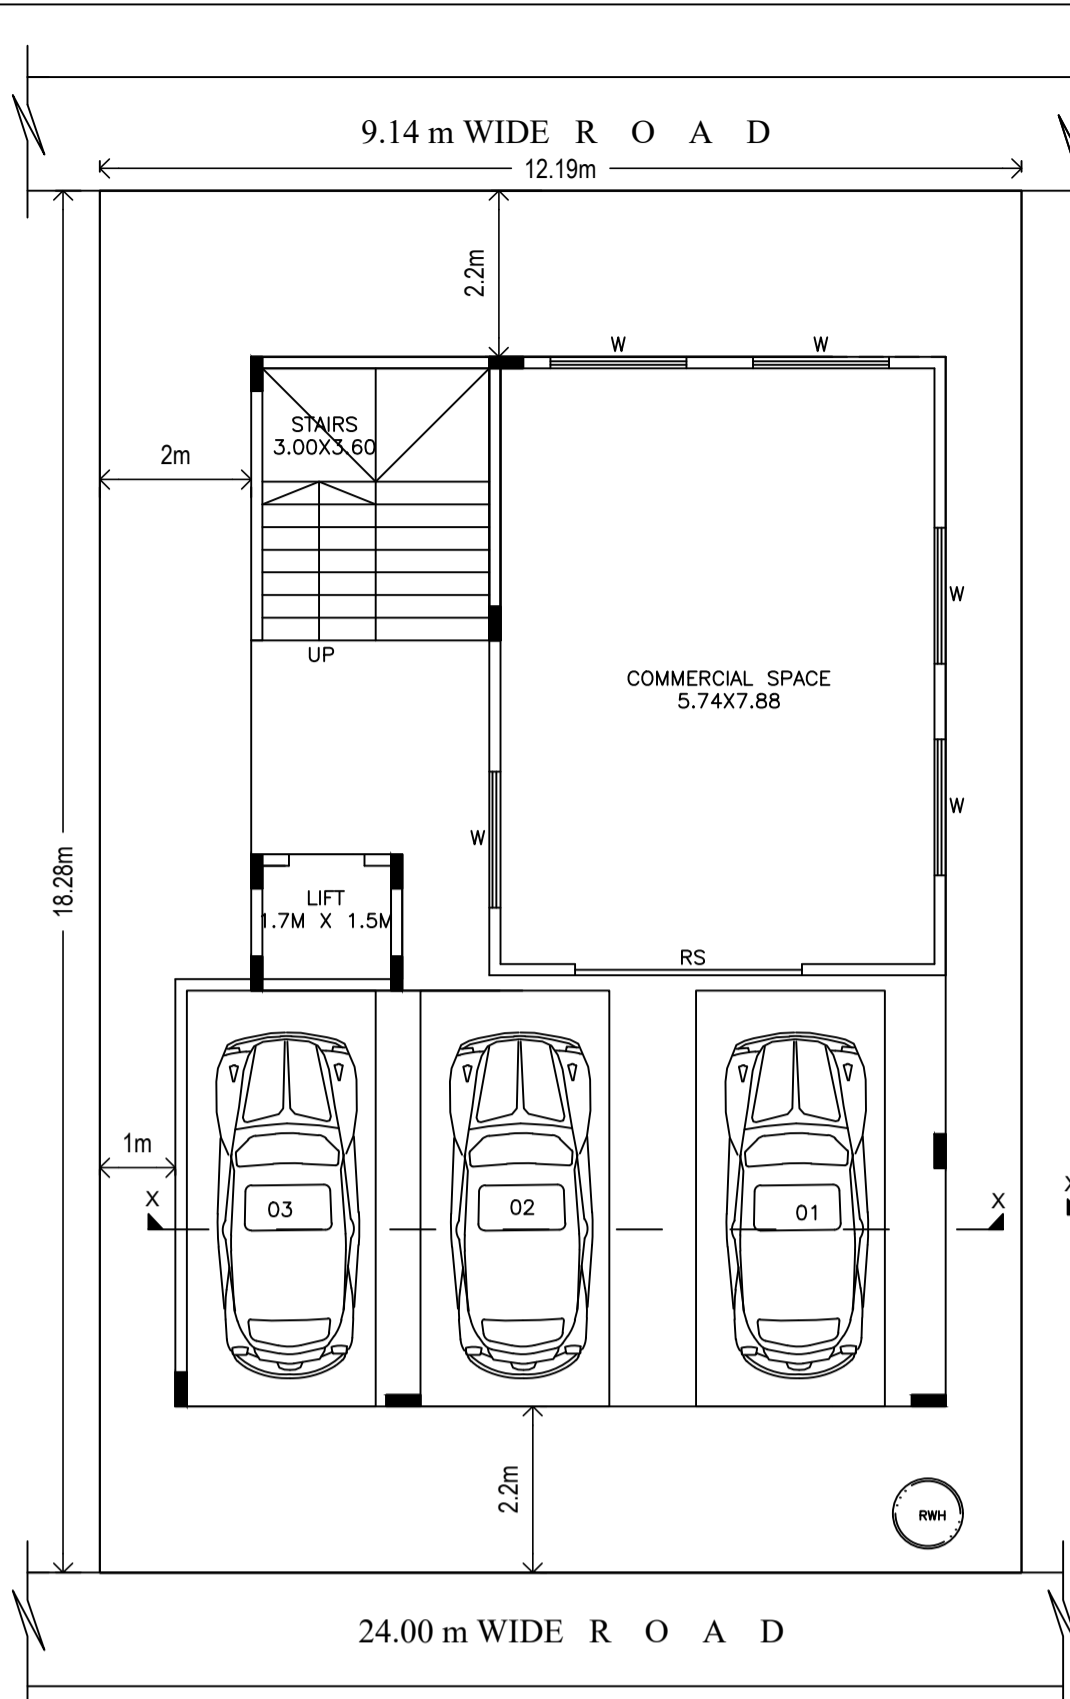 9.14 m WIDE R O A D
12.19m
2.2m
W
W
STAIRS
3.00X3.60
2m
W
UP
COMMERCIAL SPACE
5.74X7.88
W
W
18.28m
LIFT
1.7M X 1.5M
RS
1m
X
03
02
01
X
2.2m
RWH
24.00 m WIDE R O A D